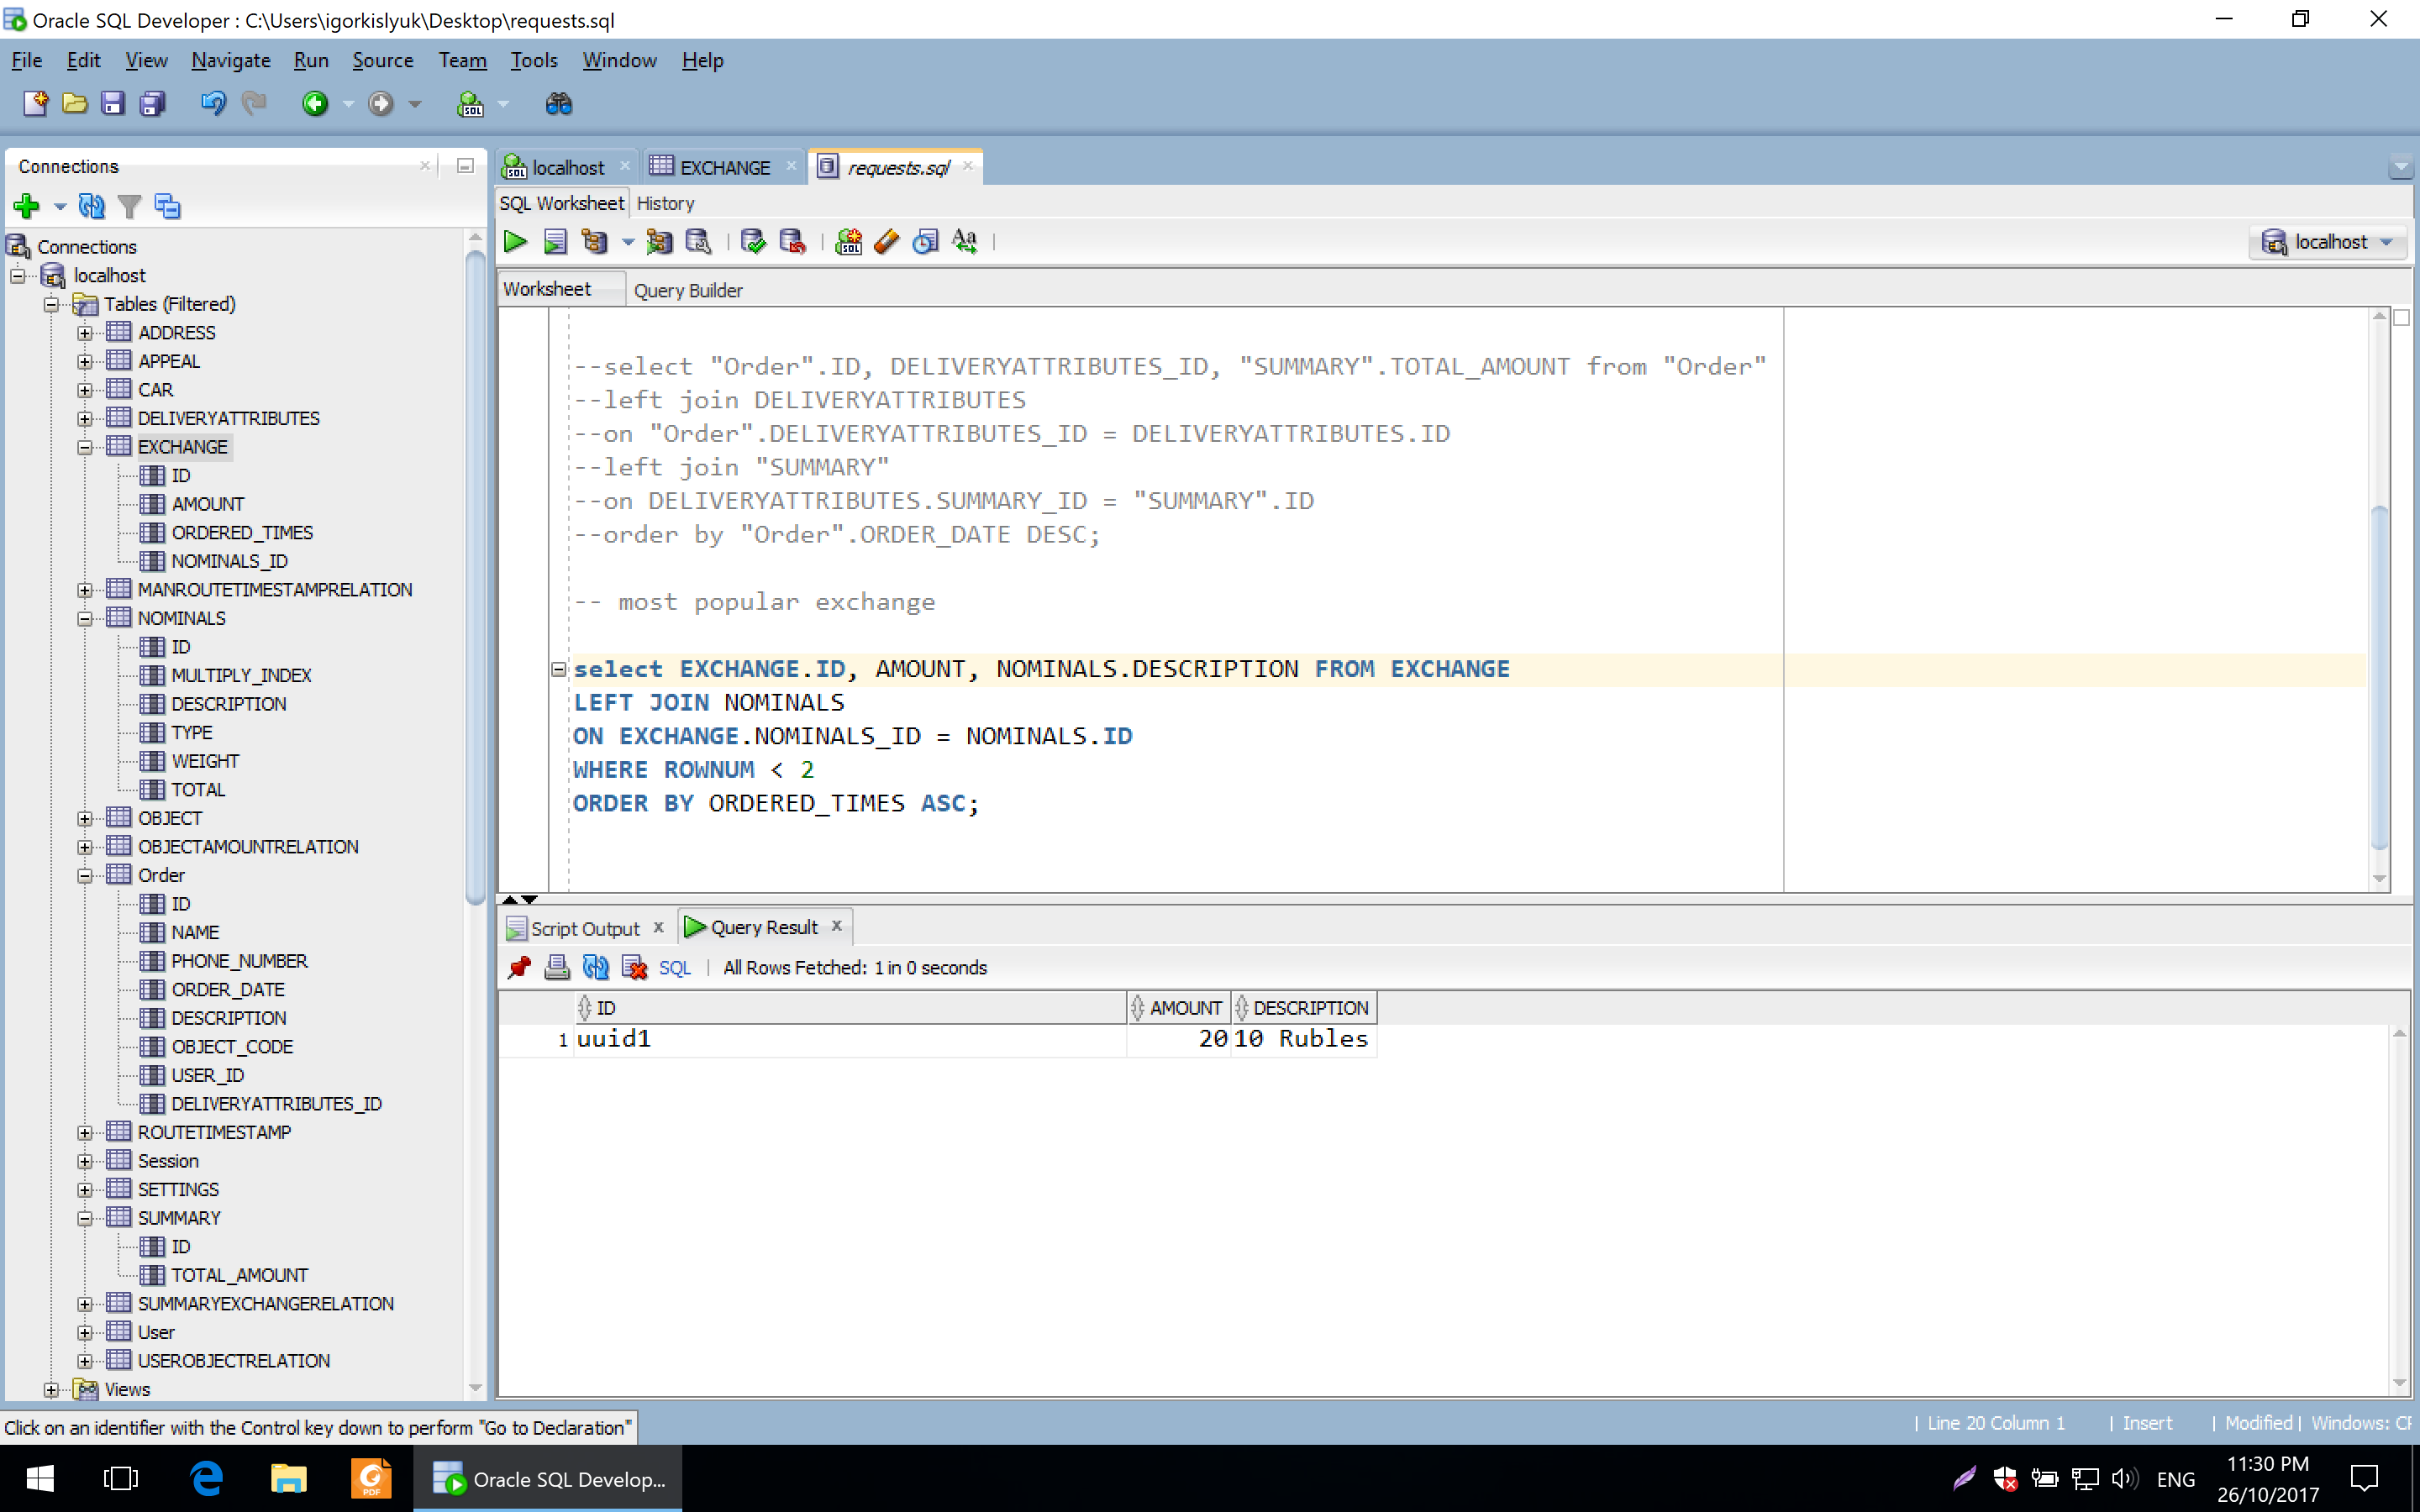 Oracle SQL Developer : C:\Users\igorkislyuk\Desktop\requests.sql
File Edit View Navigate Run Source Team Tools Window Help
Connections
Connections
localhost
Tables (Filtered)
ADDRESS
APPEAL
CAR
DELIVERYATTRIBUTES
EXCHANGE
ID
AMOUNT
ORDERED_TIMES
NOMINALS_ID
MANROUTETIMESTAMPRELATION
NOMINALS
ID
MULTIPLY_INDEX
DESCRIPTION
TYPE
WEIGHT
TOTAL
OBJECT
OBJECTAMOUNTRELATION
Order
ID
NAME
PHONE_NUMBER
ORDER_DATE
DESCRIPTION
OBJECT_CODE
USER_ID
DELIVERYATTRIBUTES_ID
ROUTETIMESTAMP
Session
SETTINGS
SUMMARY
ID
TOTAL_AMOUNT
SUMMARYEXCHANGERELATION
User
USEROBJECTRELATION
Views
localhost EXCHANGE requests.sql
SQL Worksheet History
localhost
Worksheet Query Builder
--select "Order".ID, DELIVERYATTRIBUTES_ID, "SUMMARY".TOTAL_AMOUNT from "Order"
--left join DELIVERYATTRIBUTES
--on "Order".DELIVERYATTRIBUTES_ID = DELIVERYATTRIBUTES.ID
--left join "SUMMARY"
--on DELIVERYATTRIBUTES.SUMMARY_ID = "SUMMARY".ID
--order by "Order".ORDER_DATE DESC;
-- most popular exchange
select EXCHANGE.ID, AMOUNT, NOMINALS.DESCRIPTION FROM EXCHANGE
LEFT JOIN NOMINALS
ON EXCHANGE.NOMINALS_ID = NOMINALS.ID
WHERE ROWNUM < 2
ORDER BY ORDERED_TIMES ASC;
Script Output x Query Result x
SQL | All Rows Fetched: 1 in 0 seconds
ID AMOUNT DESCRIPTION
1 uuid1 20 10 Rubles
Click on an identifier with the Control key down to perform "Go to Declaration"
| Line 20 Column 1 | Insert | Modified | Windows: CF
Oracle SQL Develop...
ENG
11:30 PM
26/10/2017